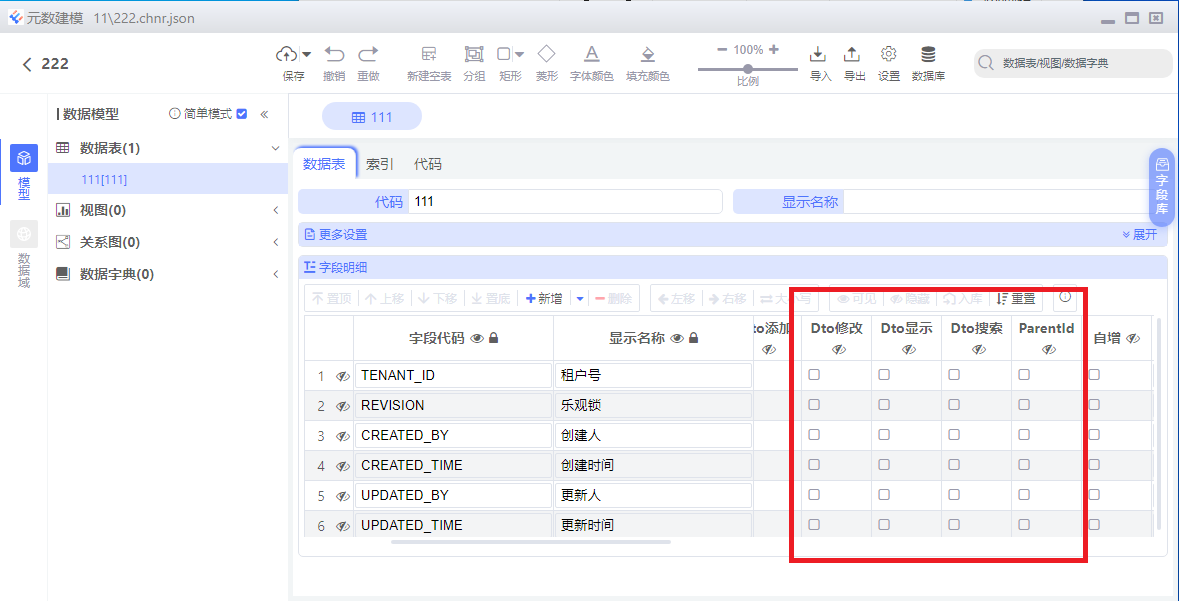 元数建模 11\222.chnr.json
222
保存
撤销
重做
新建空表
分组
矩形
菱形
字体颜色
填充颜色
100%
比例
导入
导出
设置
数据库
数据表/视图/数据字典
模型
数据域
数据模型
简单模式
数据表(1)
111[111]
视图(0)
关系图(0)
数据字典(0)
111
数据表 索引 代码
代码 111
显示名称
字段库
更多设置
展开
字段明细
置顶 上移 下移 置底 新增 删除 左移 右移 可见 隐藏 入库 重置
字段代码 显示名称 Dto修改 Dto显示 Dto搜索 ParentId 自增
1 TENANT_ID 租户号
2 REVISION 乐观锁
3 CREATED_BY 创建人
4 CREATED_TIME 创建时间
5 UPDATED_BY 更新人
6 UPDATED_TIME 更新时间